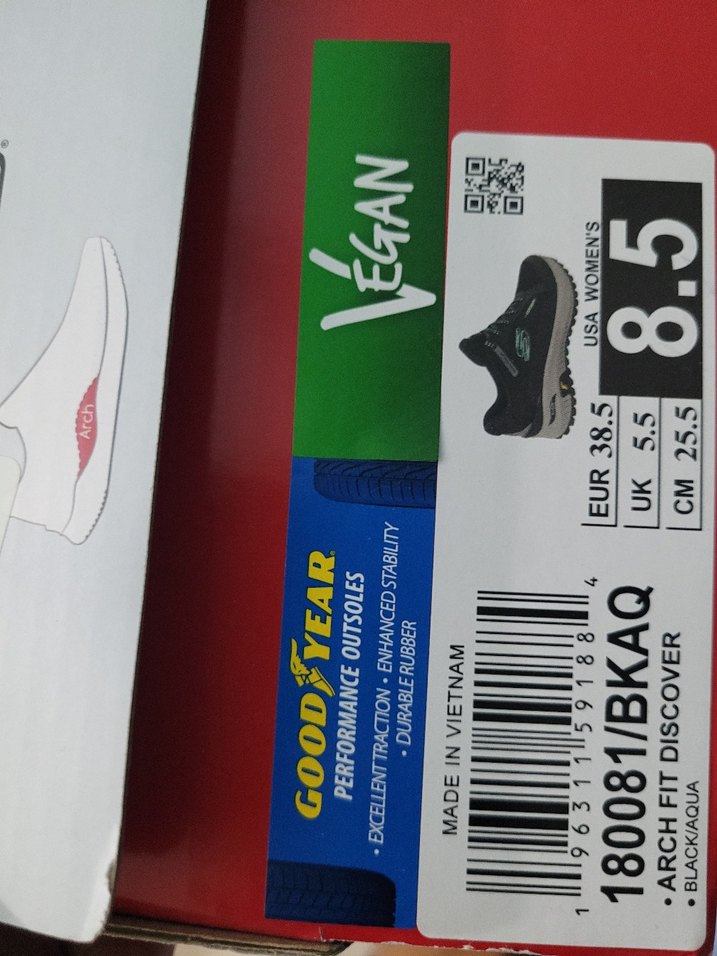 Arch
VEGAN
GOODYEAR®
PERFORMANCE OUTSOLES
• EXCELLENT TRACTION • ENHANCED STABILITY
• DURABLE RUBBER
MADE IN VIETNAM
1 96311 59188 4
180081/BKAQ
• ARCH FIT DISCOVER
• BLACK/AQUA
USA WOMEN'S
8.5
EUR 38.5
UK 5.5
CM 25.5